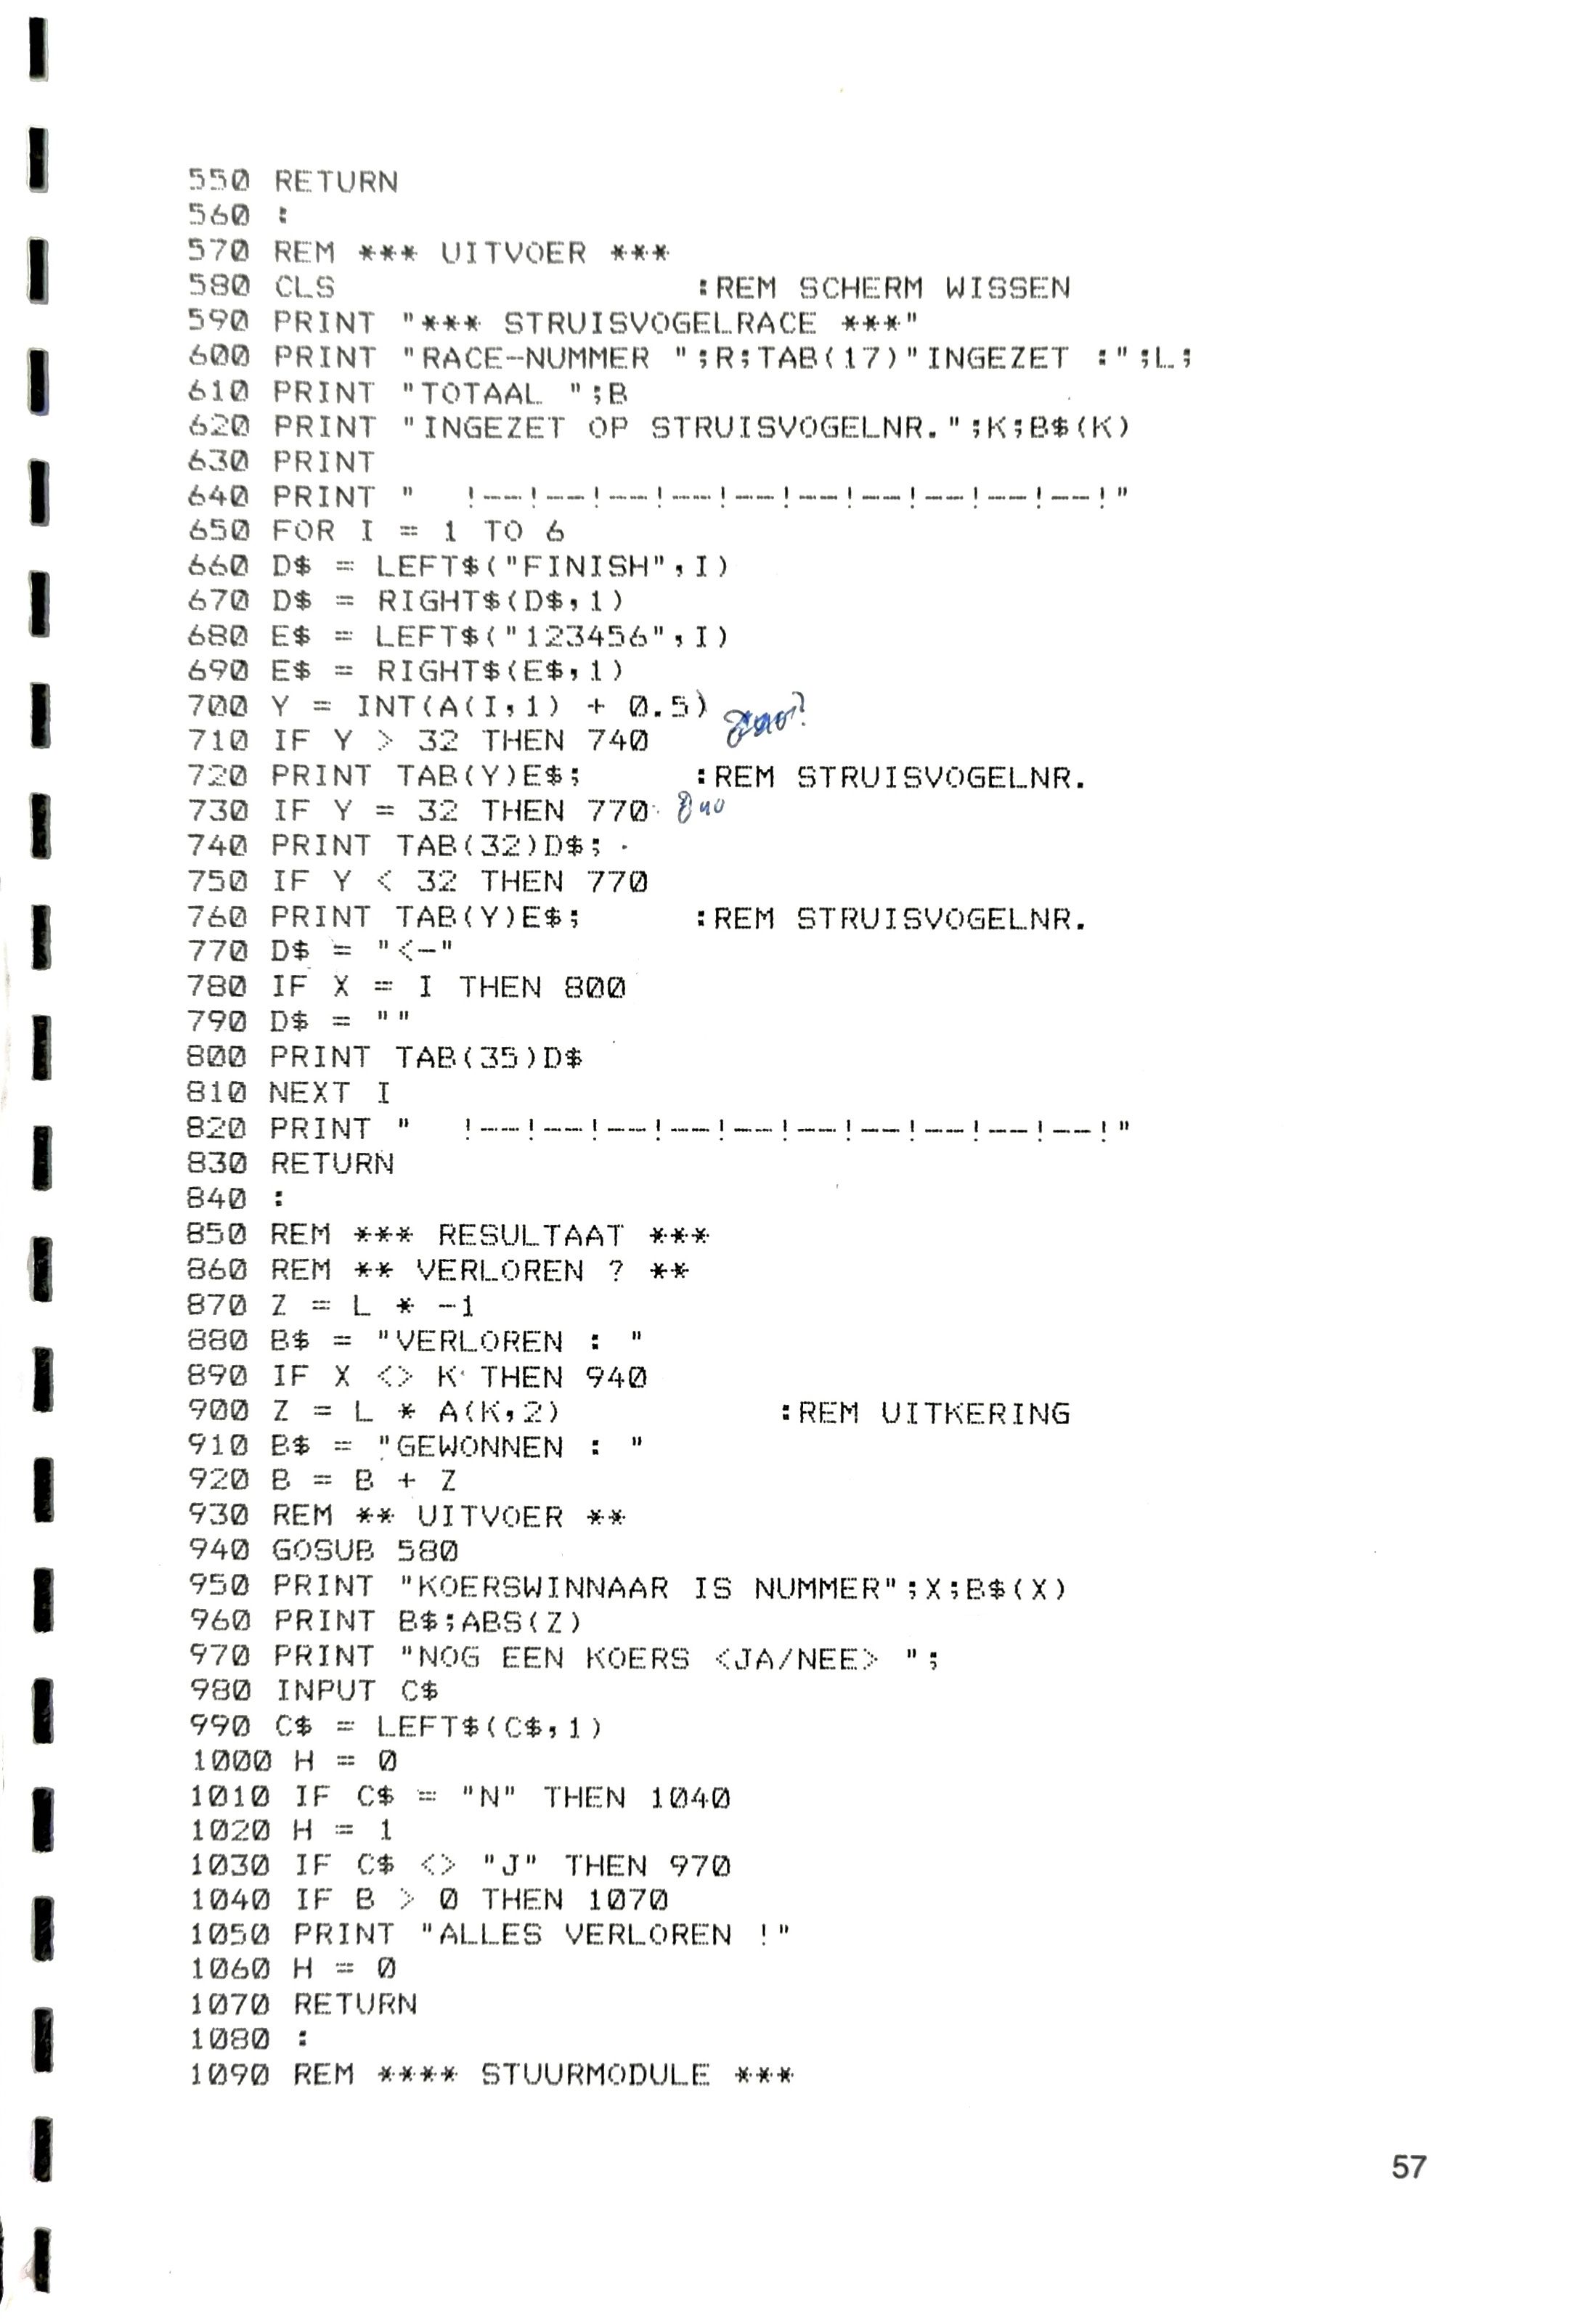 550 RETURN
560 :
570 REM *** UITVOER ***
580 CLS                 :REM SCHERM WISSEN
590 PRINT "*** STRUISVOGELRACE ***"
600 PRINT "RACE-NUMMER ";R;TAB(17)"INGEZET :";L;
610 PRINT "TOTAAL ";B
620 PRINT "INGEZET OP STRUISVOGELNR.";K;B$(K)
630 PRINT
640 PRINT "  !--!--!--!--!--!--!--!--!--!--!"
650 FOR I = 1 TO 6
660 D$ = LEFT$("FINISH",I)
670 D$ = RIGHT$(D$,1)
680 E$ = LEFT$("123456",I)
690 E$ = RIGHT$(E$,1)
700 Y = INT(A(I,1) + 0.5)
710 IF Y > 32 THEN 740
720 PRINT TAB(Y)E$;     :REM STRUISVOGELNR.
730 IF Y = 32 THEN 770
740 PRINT TAB(32)D$;
750 IF Y < 32 THEN 770
760 PRINT TAB(Y)E$;     :REM STRUISVOGELNR.
770 D$ = "<-"
780 IF X = I THEN 800
790 D$ = ""
800 PRINT TAB(35)D$
810 NEXT I
820 PRINT "  !--!--!--!--!--!--!--!--!--!--!"
830 RETURN
840 :
850 REM *** RESULTAAT ***
860 REM ** VERLOREN ? **
870 Z = L * -1
880 B$ = "VERLOREN : "
890 IF X <> K THEN 940
900 Z = L * A(K,2)          :REM UITKERING
910 B$ = "GEWONNEN : "
920 B = B + Z
930 REM ** UITVOER **
940 GOSUB 580
950 PRINT "KOERSWINNAAR IS NUMMER";X;B$(X)
960 PRINT B$;ABS(Z)
970 PRINT "NOG EEN KOERS <JA/NEE> ";
980 INPUT C$
990 C$ = LEFT$(C$,1)
1000 H = 0
1010 IF C$ = "N" THEN 1040
1020 H = 1
1030 IF C$ <> "J" THEN 970
1040 IF B > 0 THEN 1070
1050 PRINT "ALLES VERLOREN !"
1060 H = 0
1070 RETURN
1080 :
1090 REM **** STUURMODULE ***
57